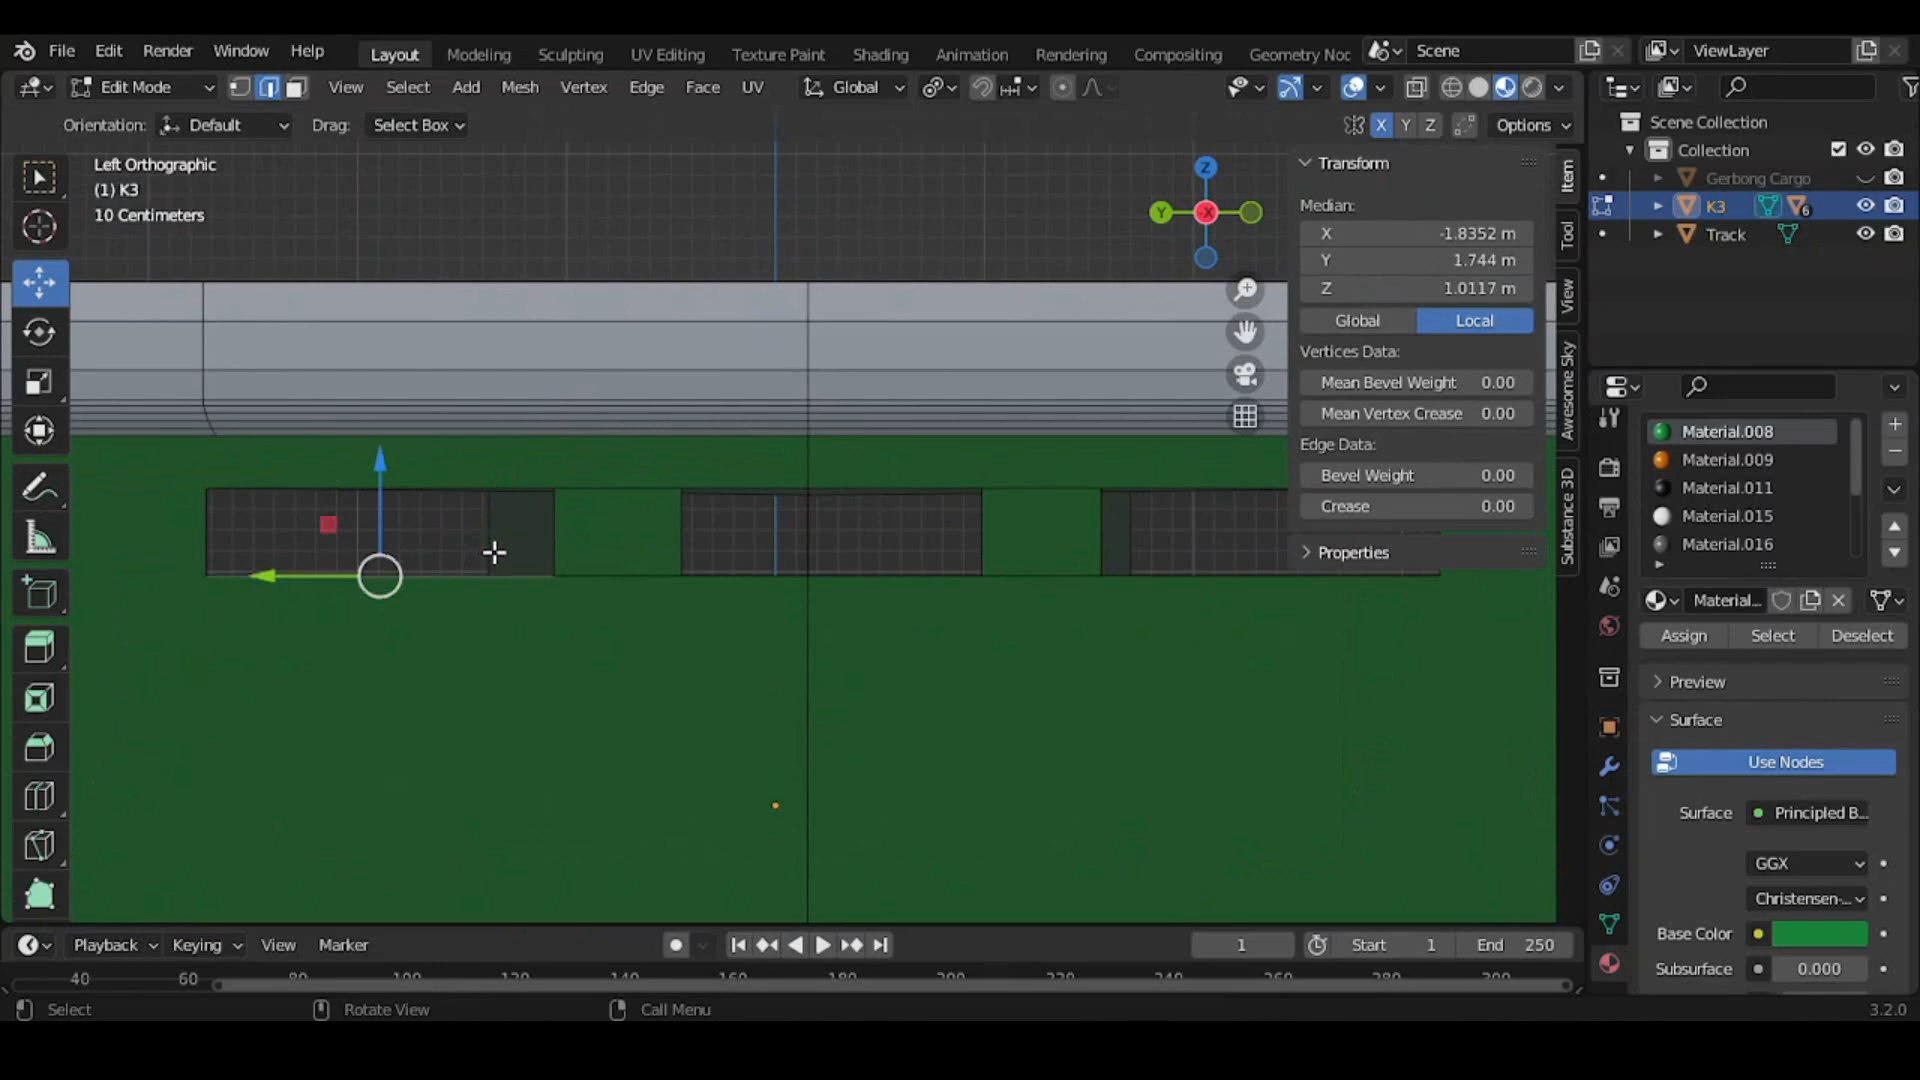 File Edit Render Window Help Layout Modeling Sculpting UV Editing Texture Paint Shading Animation Rendering Compositing Geometry Noc Scene ViewLayer
Edit Mode View Select Add Mesh Vertex Edge Face UV Global
Orientation: Default Drag: Select Box X Y Z Options
Left Orthographic
(1) K3
10 Centimeters
Z
Y
-X
Transform
Median:
X -1.8352 m
Y 1.744 m
Z 1.0117 m
Global Local
Vertices Data:
Mean Bevel Weight 0.00
Mean Vertex Crease 0.00
Edge Data:
Bevel Weight 0.00
Crease 0.00
Properties
Item
Tool
View
Awesome Sky
Substance 3D
Scene Collection
Collection
Gerbong Cargo
K3 6
Track
Material.008
Material.009
Material.011
Material.015
Material.016
Material...
Assign Select Deselect
Preview
Surface
Use Nodes
Surface Principled B...
GGX
Christensen-...
Base Color
Subsurface 0.000
Playback Keying View Marker 1 Start 1 End 250
40 60 80 100 120 140 160 180 200 220 240 260 280 300
Select Rotate View Call Menu 3.2.0